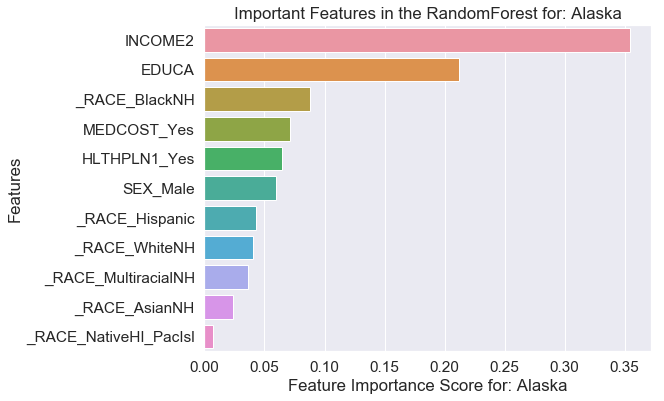 Important Features in the RandomForest for: Alaska
INCOME2
EDUCA
_RACE_BlackNH
MEDCOST_Yes
HLTHPLN1_Yes
SEX_Male
_RACE_Hispanic
_RACE_WhiteNH
_RACE_MultiracialNH
_RACE_AsianNH
_RACE_NativeHI_PacIsl
Features
0.00 0.05 0.10 0.15 0.20 0.25 0.30 0.35
Feature Importance Score for: Alaska